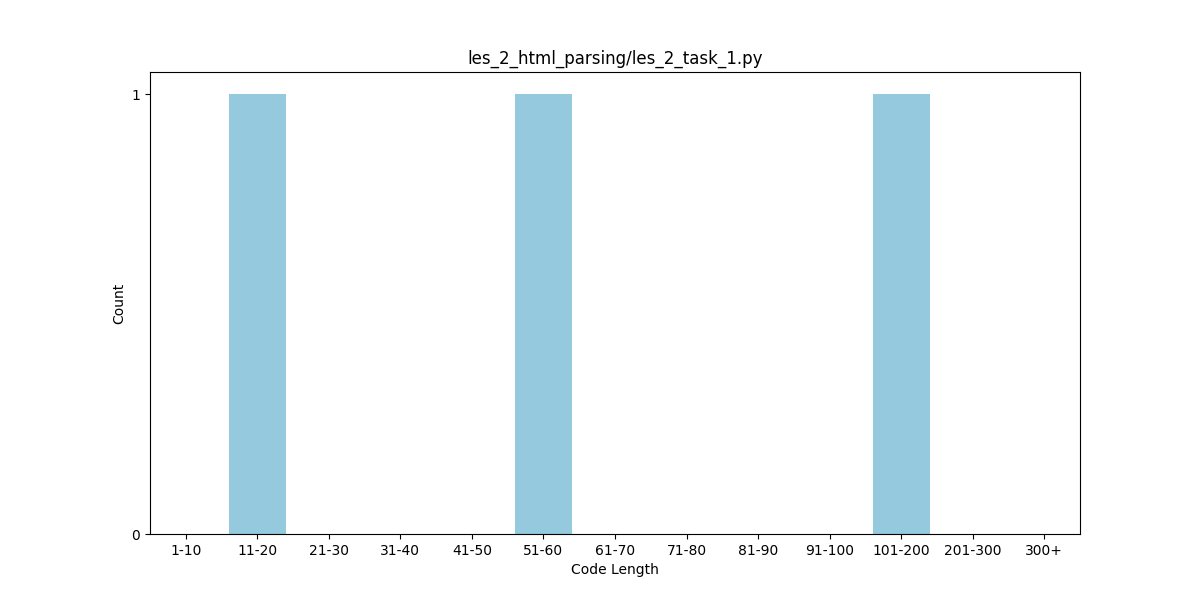 les_2_html_parsing/les_2_task_1.py
1
Count
0
1-10 11-20 21-30 31-40 41-50 51-60 61-70 71-80 81-90 91-100 101-200 201-300 300+
Code Length